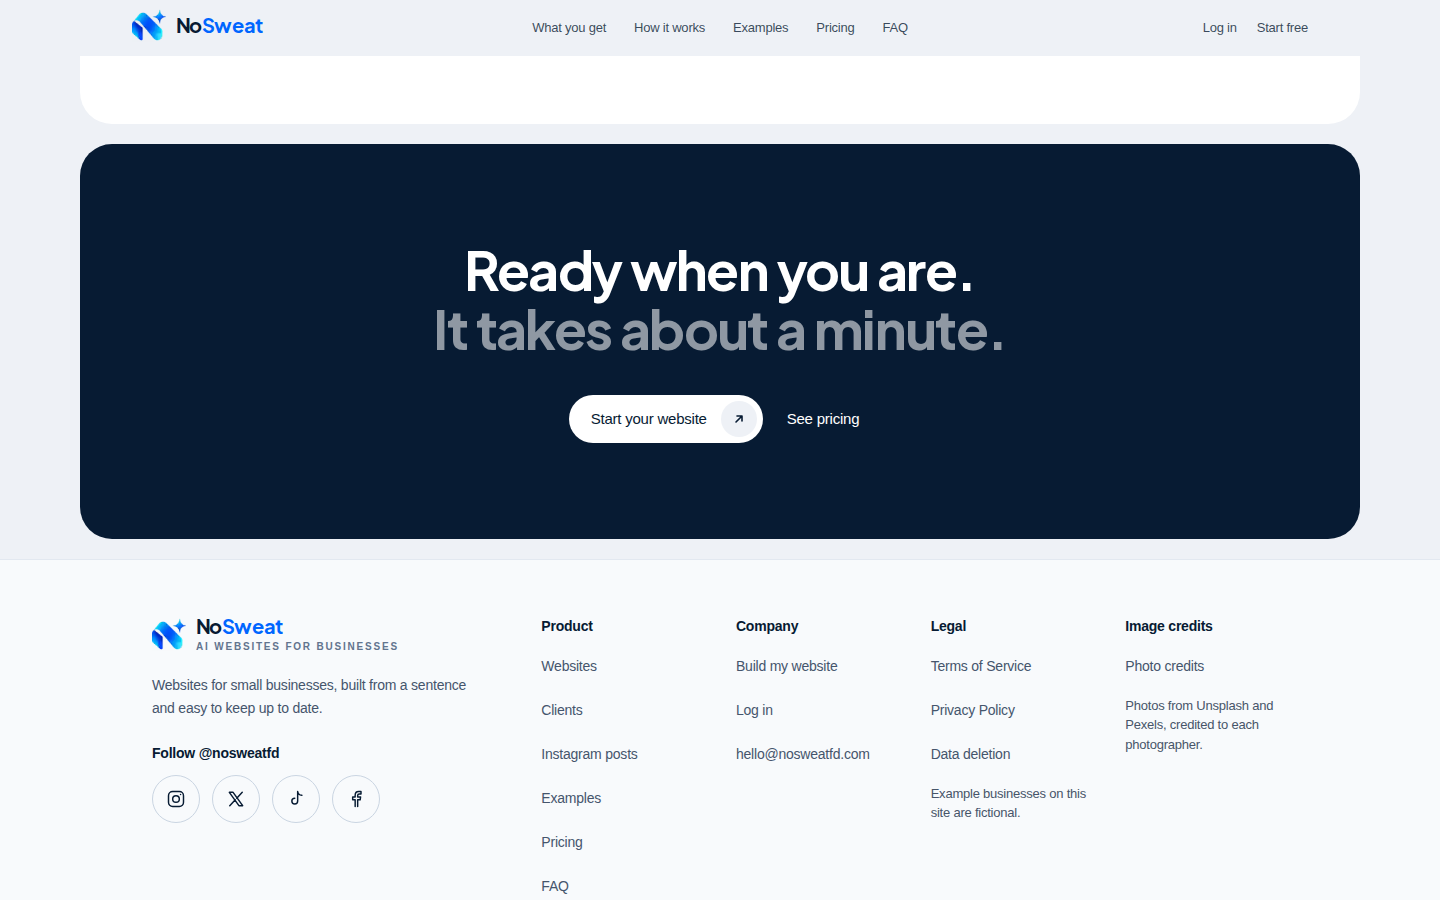 NoSweat
What you get
How it works
Examples
Pricing
FAQ
Log in
Start free
Ready when you are.
It takes about a minute.
Start your website
See pricing
NoSweat
AI WEBSITES FOR BUSINESSES
Websites for small businesses, built from a sentence
and easy to keep up to date.
Follow @nosweatfd
Product
Websites
Clients
Instagram posts
Examples
Pricing
FAQ
Company
Build my website
Log in
hello@nosweatfd.com
Legal
Terms of Service
Privacy Policy
Data deletion
Example businesses on this
site are fictional.
Image credits
Photo credits
Photos from Unsplash and
Pexels, credited to each
photographer.